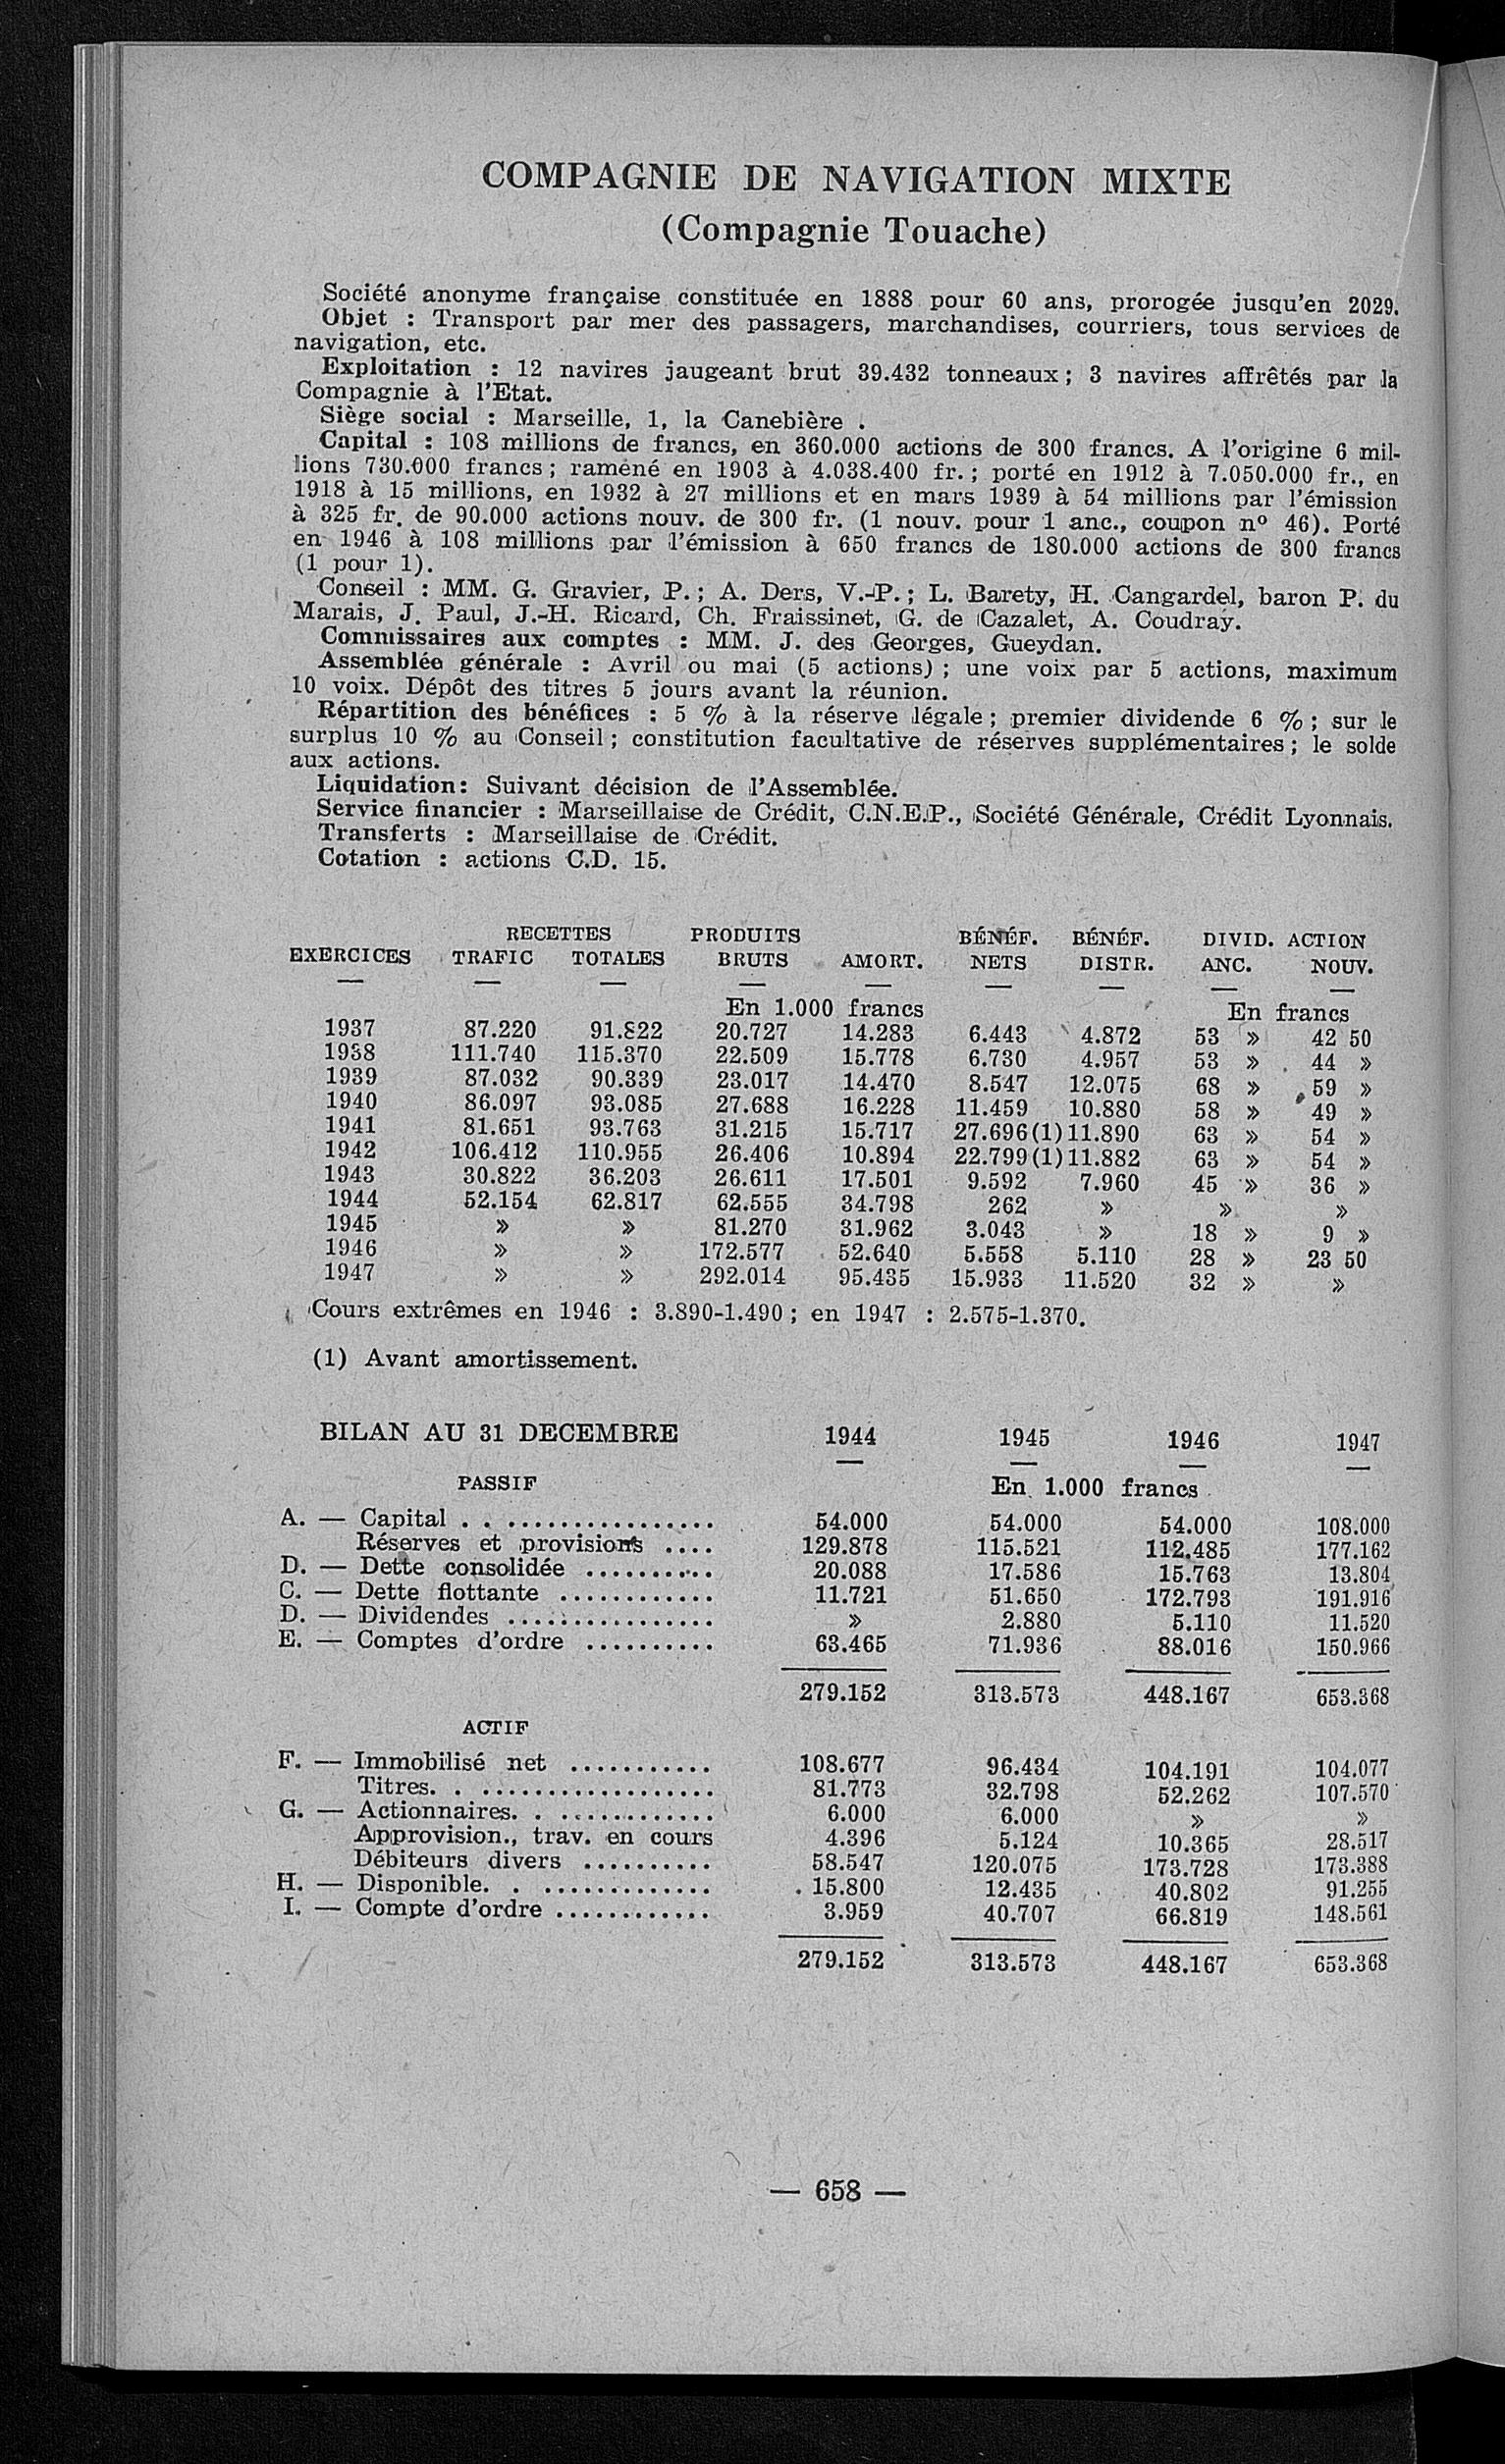 COMPAGNIE DE NAVIGATION MIXTE
(Compagnie Touache)
Société anonyme française constituée en 1888 pour 60 ans, prorogée jusqu'en 2029.
Objet : Transport par mer des passagers, marchandises, courriers, tous services de
navigation, etc.
Exploitation : 12 navires jaugeant brut 39.432 tonneaux; 3 navires affrêtés par la
Compagnie à l'Etat.
Siège social : Marseille, 1, la Canebière .
Capital : 108 millions de francs, en 360.000 actions de 300 francs. A l'origine 6 mil-
lions 730.000 francs; ramené en 1903 à 4.038.400 fr.; porté en 1912 à 7.050.000 fr., en
1918 à 15 millions, en 1932 à 27 millions et en mars 1939 à 54 millions par l'émission
à 325 fr. de 90.000 actions nouv. de 300 fr. (1 nouv. pour 1 anc., coupon nº 46). Porté
en 1946 à 108 millions par l'émission à 650 francs de 180.000 actions de 300 francs
(1 pour 1).
Conseil : MM. G. Gravier, P.; A. Ders, V.-P.; L. Barety, H. Cangardel, baron P. du
Marais, J. Paul, J.-H. Ricard, Ch. Fraissinet, G. de Cazalet, A. Coudray.
Commissaires aux comptes : MM. J. des Georges, Gueydan.
Assemblée générale : Avril ou mai (5 actions); une voix par 5 actions, maximum
10 voix. Dépôt des titres 5 jours avant la réunion.
Répartition des bénéfices : 5 % à la réserve légale; premier dividende 6 %; sur le
surplus 10 % au Conseil; constitution facultative de réserves supplémentaires; le solde
aux actions.
Liquidation: Suivant décision de l'Assemblée.
Service financier : Marseillaise de Crédit, C.N.E.P., Société Générale, Crédit Lyonnais.
Transferts : Marseillaise de Crédit.
Cotation : actions C.D. 15.
RECETTES PRODUITS BÉNÉF. BÉNÉF. DIVID. ACTION
EXERCICES TRAFIC TOTALES BRUTS AMORT. NETS DISTR. ANC. NOUV.
— — — — — — — — —
En 1.000 francs En francs
1937 87.220 91.822 20.727 14.283 6.443 4.872 53 » 42 50
1938 111.740 115.370 22.509 15.778 6.730 4.957 53 » 44 »
1939 87.032 90.339 23.017 14.470 8.547 12.075 68 » 59 »
1940 86.097 93.085 27.688 16.228 11.459 10.880 58 » 49 »
1941 81.651 93.763 31.215 15.717 27.696(1)11.890 63 » 54 »
1942 106.412 110.955 26.406 10.894 22.799(1)11.882 63 » 54 »
1943 30.822 36.203 26.611 17.501 9.592 7.960 45 » 36 »
1944 52.154 62.817 62.555 34.798 262 » » »
1945 » » 81.270 31.962 3.043 » 18 » 9 »
1946 » » 172.577 52.640 5.558 5.110 28 » 23 50
1947 » » 292.014 95.435 15.933 11.520 32 » »
Cours extrêmes en 1946 : 3.890-1.490; en 1947 : 2.575-1.370.
(1) Avant amortissement.
BILAN AU 31 DECEMBRE 1944 1945 1946 1947
— — — —
PASSIF En 1.000 francs
A. — Capital . . ................ 54.000 54.000 54.000 108.000
Réserves et provisions .... 129.878 115.521 112.485 177.162
D. — Dette consolidée .......... 20.088 17.586 15.763 13.804
C. — Dette flottante ............ 11.721 51.650 172.793 191.916
D. — Dividendes ................ » 2.880 5.110 11.520
E. — Comptes d'ordre .......... 63.465 71.936 88.016 150.966
279.152 313.573 448.167 653.368
ACTIF
F. — Immobilisé net ........... 108.677 96.434 104.191 104.077
Titres. . .................. 81.773 32.798 52.262 107.570
G. — Actionnaires. . ............ 6.000 6.000 » »
Approvision., trav. en cours 4.396 5.124 10.365 28.517
Débiteurs divers .......... 58.547 120.075 173.728 173.388
H. — Disponible. . ............. 15.800 12.435 40.802 91.255
I. — Compte d'ordre ............ 3.959 40.707 66.819 148.561
279.152 313.573 448.167 653.368
— 658 —